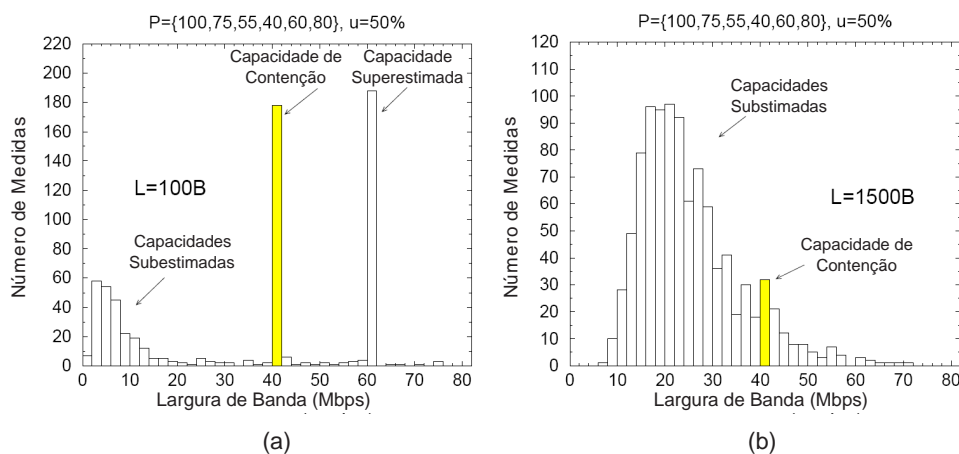 P={100,75,55,40,60,80}, u=50%
220
200
180
160
140
120
100
80
60
40
20
0
Número de Medidas
Capacidade de
Contenção
Capacidade
Superestimada
L=100B
Capacidades
Subestimadas
0 10 20 30 40 50 60 70 80
Largura de Banda (Mbps)
(a)
P={100,75,55,40,60,80}, u=50%
120
110
100
90
80
70
60
50
40
30
20
10
0
Número de Medidas
Capacidades
Substimadas
L=1500B
Capacidade de
Contenção
0 10 20 30 40 50 60 70 80
Largura de Banda (Mbps)
(b)